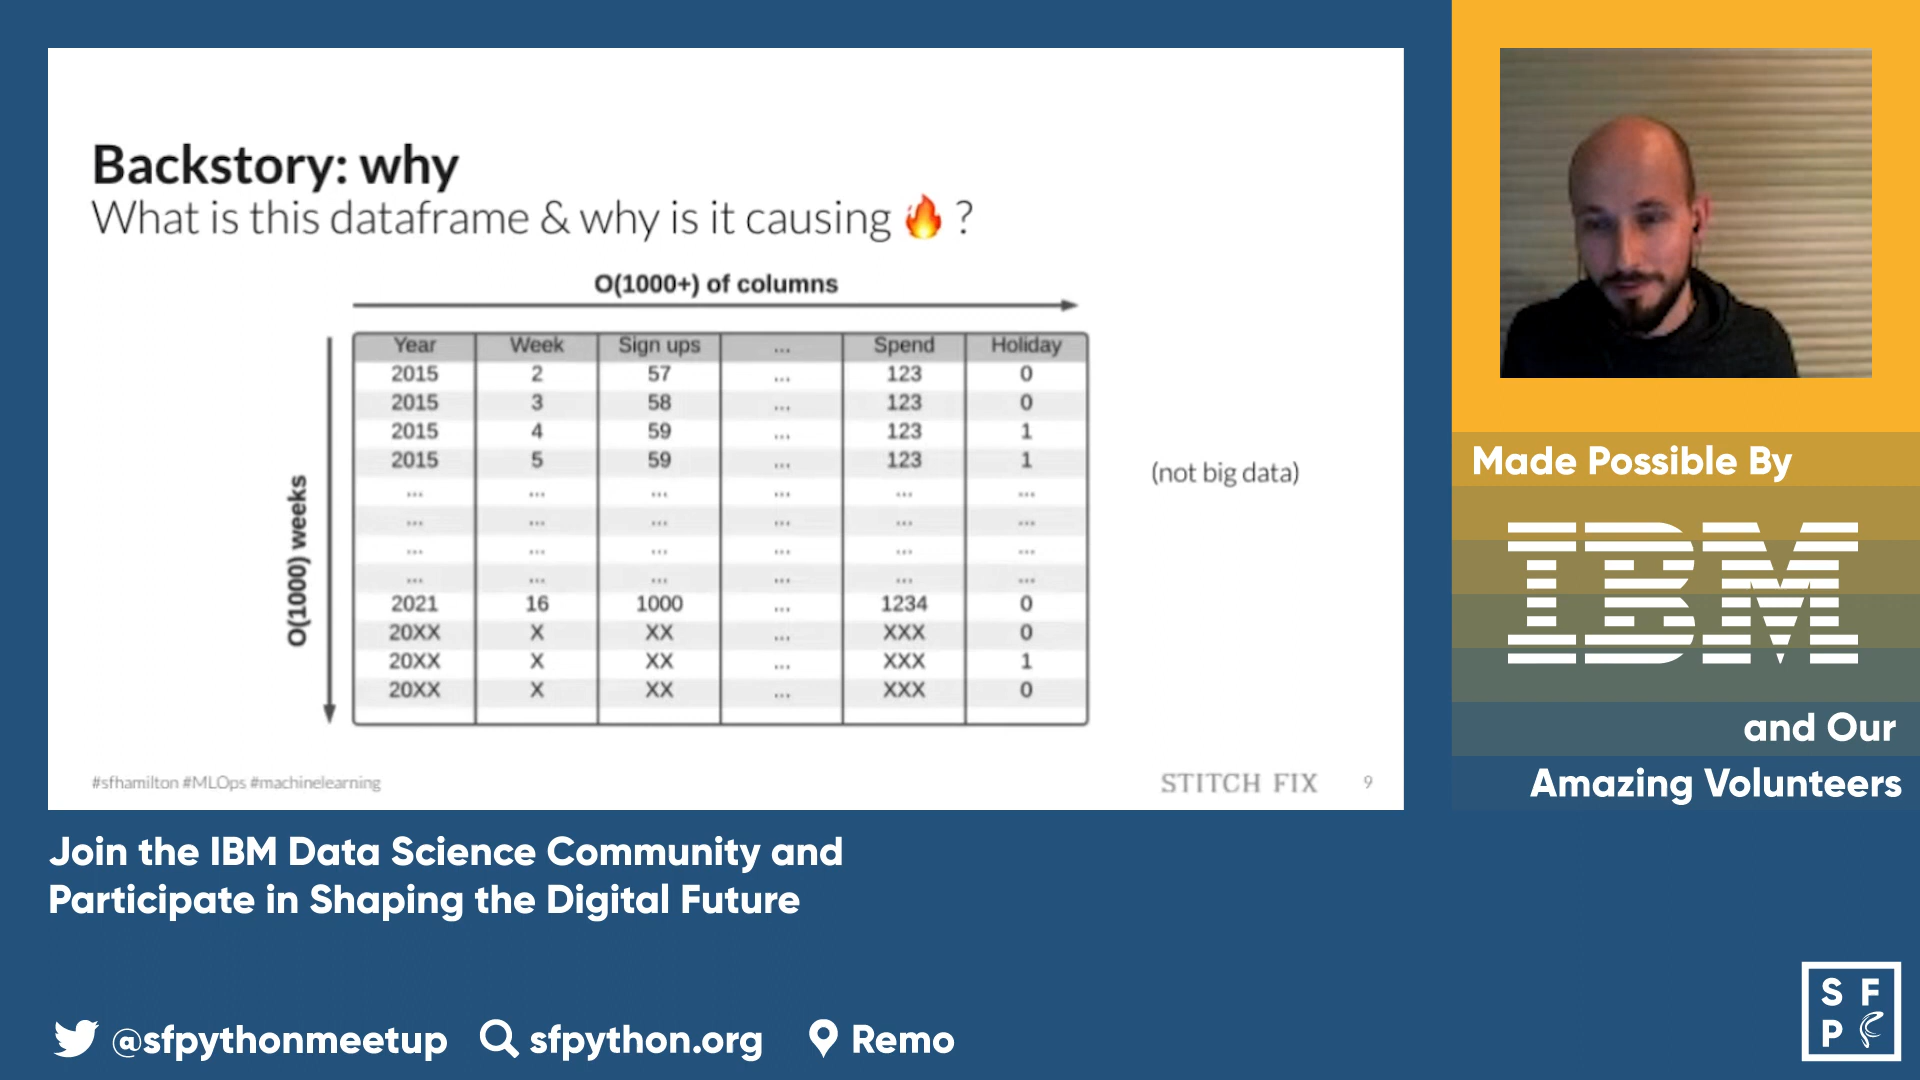 Backstory: why
What is this dataframe & why is it causing 🔥 ?
O(1000+) of columns
O(1000) weeks
Year Week Sign ups ... Spend Holiday
2015 2 57 ... 123 0
2015 3 58 ... 123 0
2015 4 59 ... 123 1
2015 5 59 ... 123 1
... ... ... ... ... ...
... ... ... ... ... ...
... ... ... ... ... ...
... ... ... ... ... ...
2021 16 1000 ... 1234 0
20XX X XX ... XXX 0
20XX X XX ... XXX 1
20XX X XX ... XXX 0
(not big data)
#sfhamilton #MLOps #machinelearning
STITCH FIX 9
Made Possible By
IBM
and Our
Amazing Volunteers
Join the IBM Data Science Community and
Participate in Shaping the Digital Future
@sfpythonmeetup sfpython.org Remo
S F
P